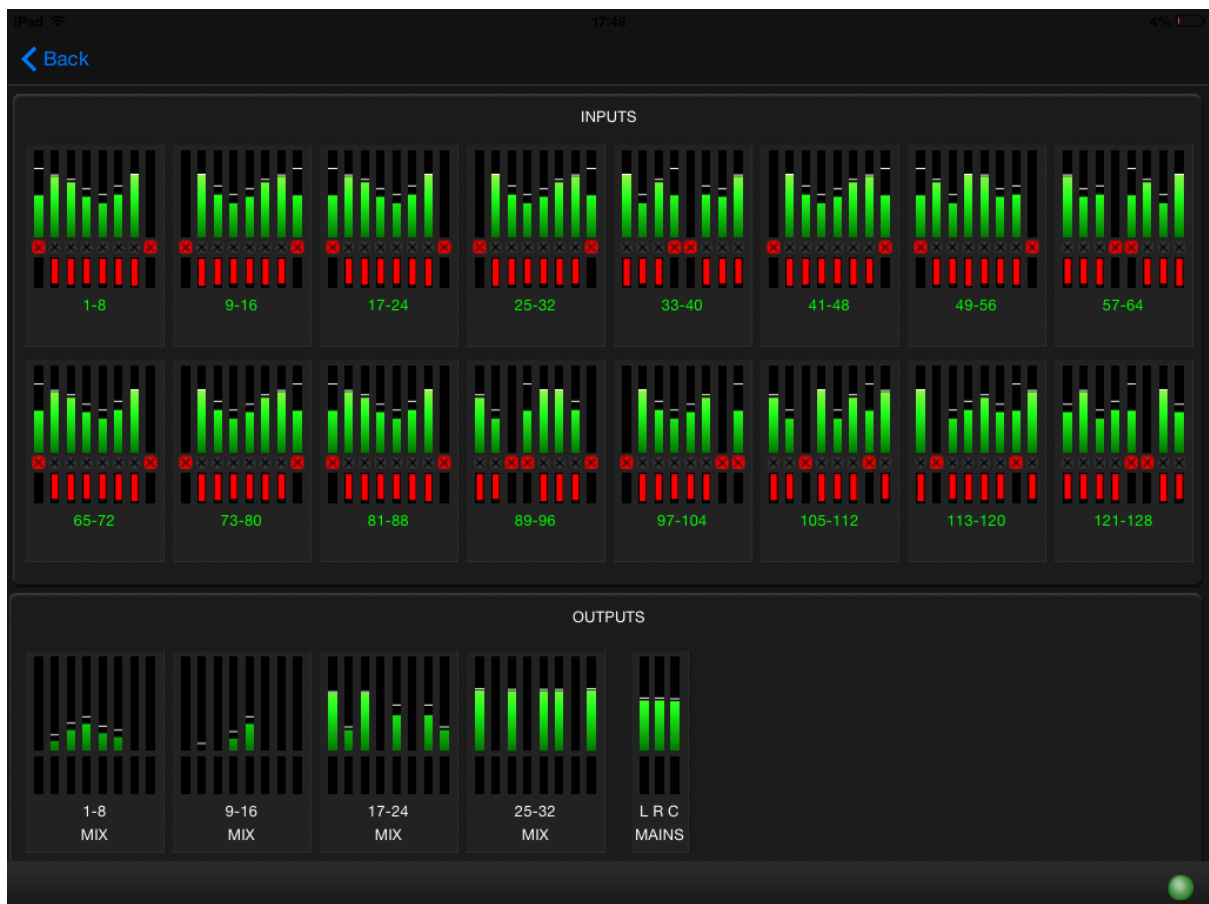 iPad 17:48 4%
Back
INPUTS
1-8 9-16 17-24 25-32 33-40 41-48 49-56 57-64
65-72 73-80 81-88 89-96 97-104 105-112 113-120 121-128
OUTPUTS
1-8 9-16 17-24 25-32 L R C
MIX MIX MIX MIX MAINS